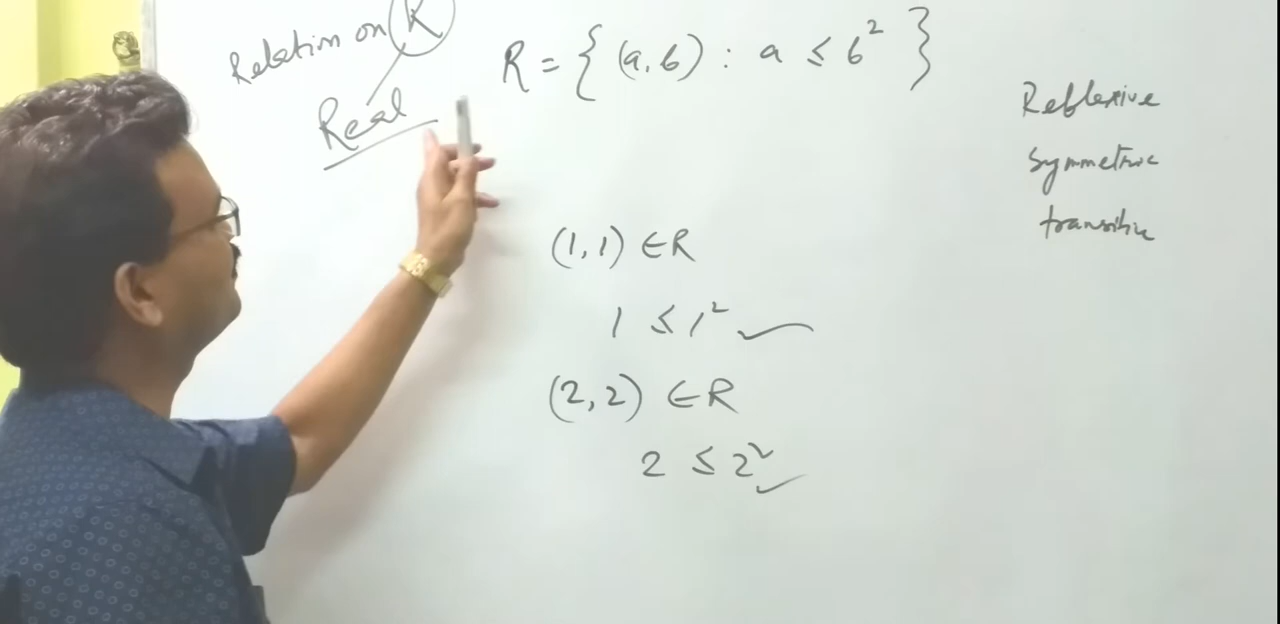 Relation on R
Real
R = { (a, b) : a ≤ b² }
Reflexive
Symmetric
transitive
(1, 1) ∈ R
1 ≤ 1²
(2, 2) ∈ R
2 ≤ 2²